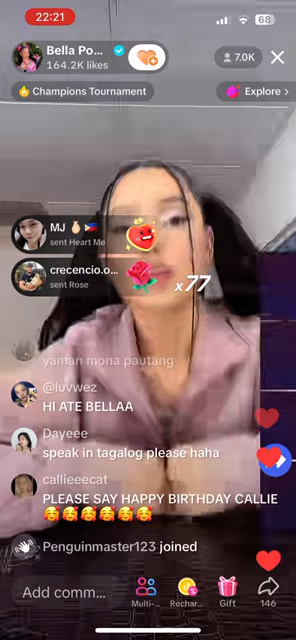 22:21
68
Bella Po...
164.2K likes
7.0K
Champions Tournament
Explore >
MJ
sent Heart Me
crecencio.o...
sent Rose
x77
yaman mona pautang
@luvwez
HI ATE BELLAA
Dayeee
speak in tagalog please haha
callieeecat
PLEASE SAY HAPPY BIRTHDAY CALLIE
🥰🥰🥰🥰🥰🥰
Penguinmaster123 joined
Add comm...
Multi-...
Rechar...
Gift
146